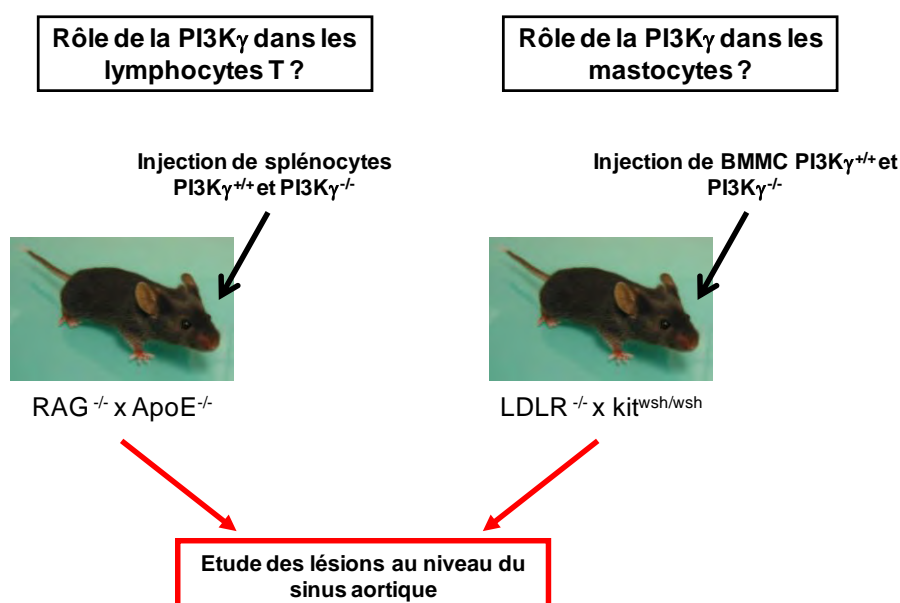 Rôle de la PI3Kγ dans les
lymphocytes T ?
Rôle de la PI3Kγ dans les
mastocytes ?
Injection de splénocytes
PI3Kγ+/+ et PI3Kγ-/-
Injection de BMMC PI3Kγ+/+ et
PI3Kγ-/-
RAG -/- x ApoE-/-
LDLR -/- x kitwsh/wsh
Etude des lésions au niveau du
sinus aortique